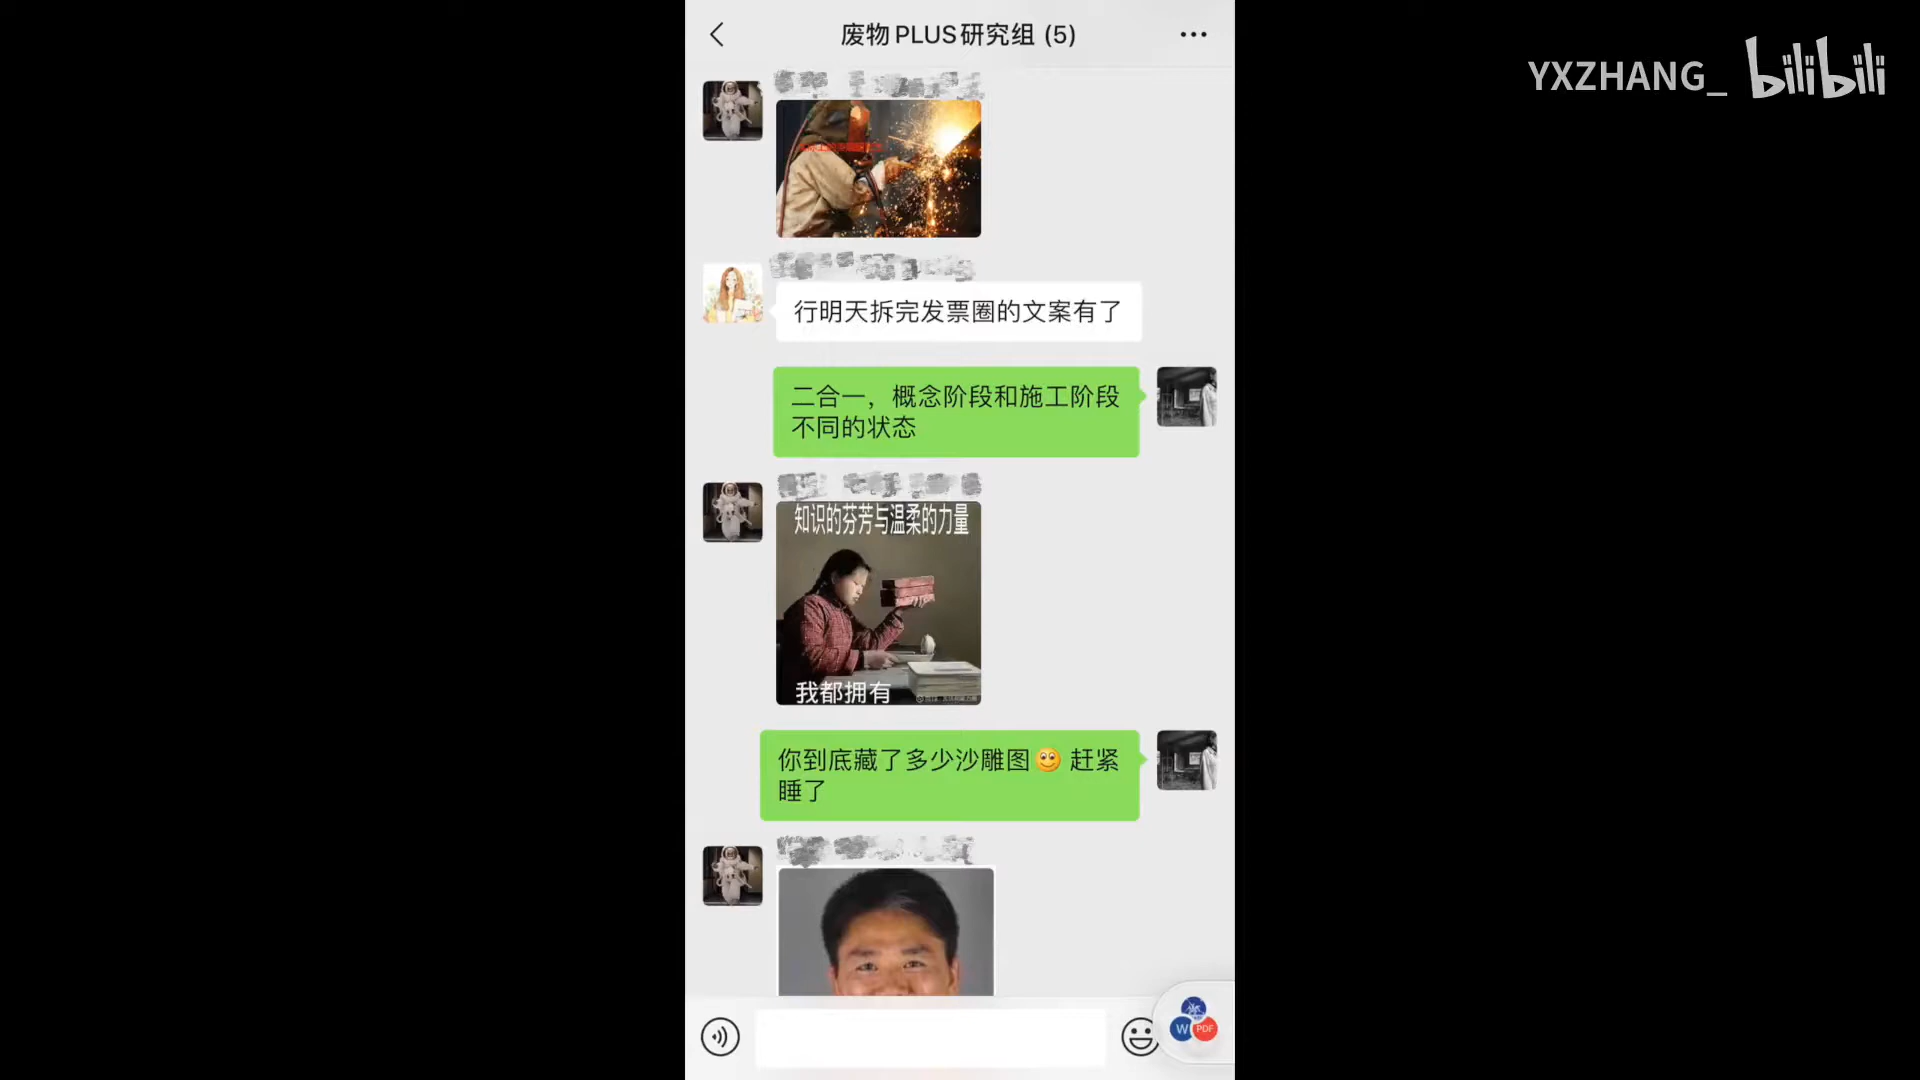 废物PLUS研究组 (5)
YXZHANG_ bilibili
行明天拆完发票圈的文案有了
二合一，概念阶段和施工阶段
不同的状态
知识的芬芳与温柔的力量
我都拥有
你到底藏了多少沙雕图 赶紧
睡了
W PDF